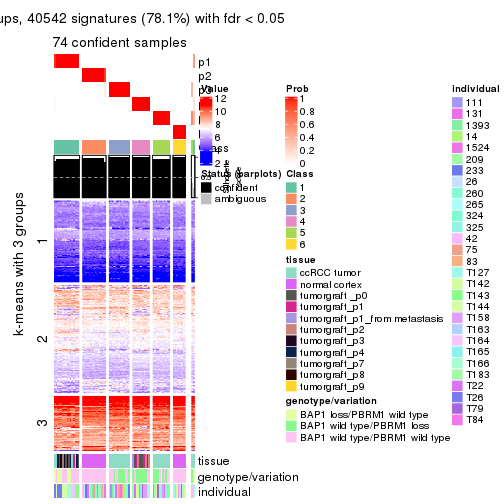 ups, 40542 signatures (78.1%) with fdr < 0.05
74 confident samples
p1
p2
k-means with 3 groups
1
2
3
tissue
genotype/variation
individual
Value
12
10
8
6
4
2
Status (barplots)
confident
ambiguous
Prob
1
0.8
0.6
0.4
0.2
0
Class
1
2
3
4
5
6
tissue
ccRCC tumor
normal cortex
tumorgraft _p0
tumorgraft_p1
tumorgraft_p1_from metastasis
tumorgraft_p2
tumorgraft_p3
tumorgraft_p4
tumorgraft_p7
tumorgraft_p8
tumorgraft_p9
genotype/variation
BAP1 loss/PBRM1 wild type
BAP1 wild type/PBRM1 loss
BAP1 wild type/PBRM1 wild type
individual
111
131
1393
14
1524
209
233
26
260
265
324
325
42
75
83
T127
T142
T143
T144
T158
T163
T164
T165
T166
T183
T22
T26
T79
T84